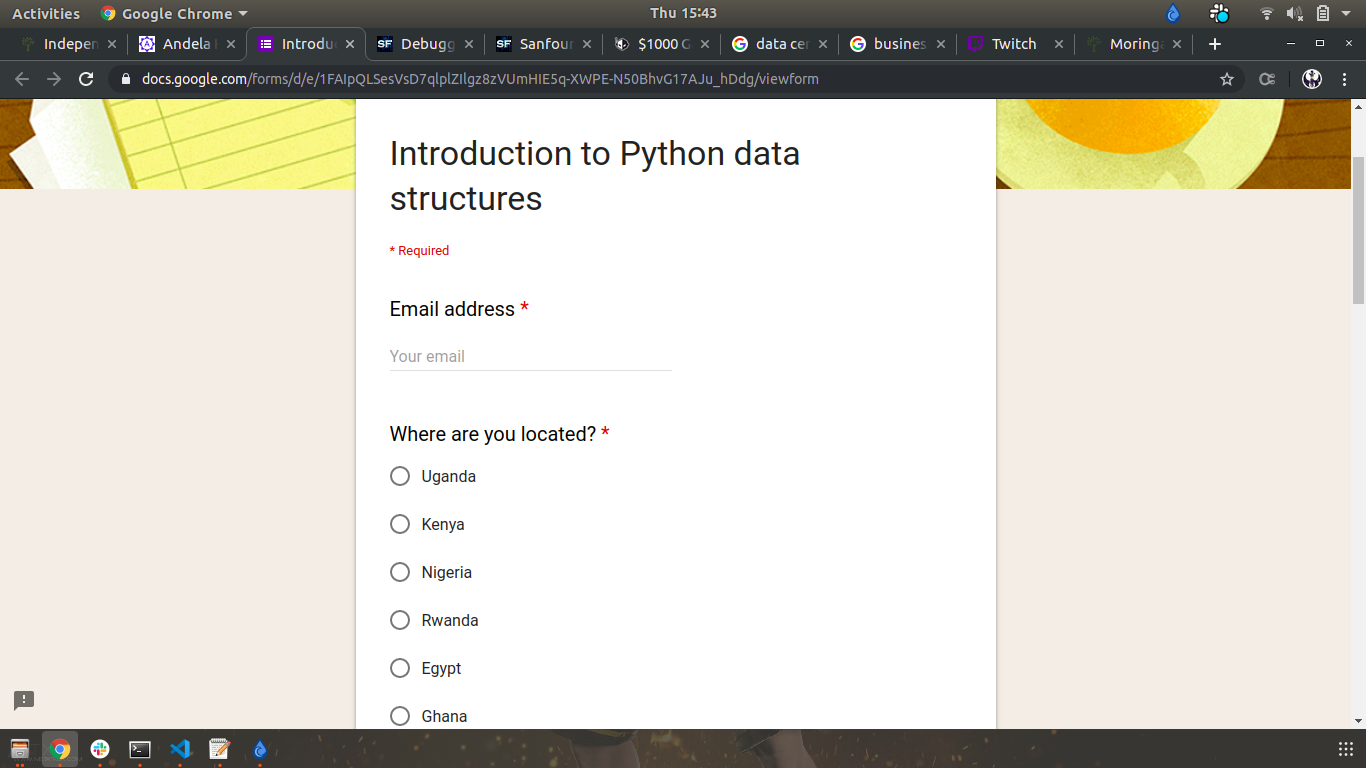 Activities Google Chrome Thu 15:43
Indepen Andela Introdu Debugg Sanfour $1000 G data cer busines Twitch Moringa
docs.google.com/forms/d/e/1FAIpQLSesVsD7qlplZIlgz8zVUmHIE5q-XWPE-N50BhvG17AJu_hDdg/viewform
Introduction to Python data
structures
* Required
Email address *
Your email
Where are you located? *
Uganda
Kenya
Nigeria
Rwanda
Egypt
Ghana